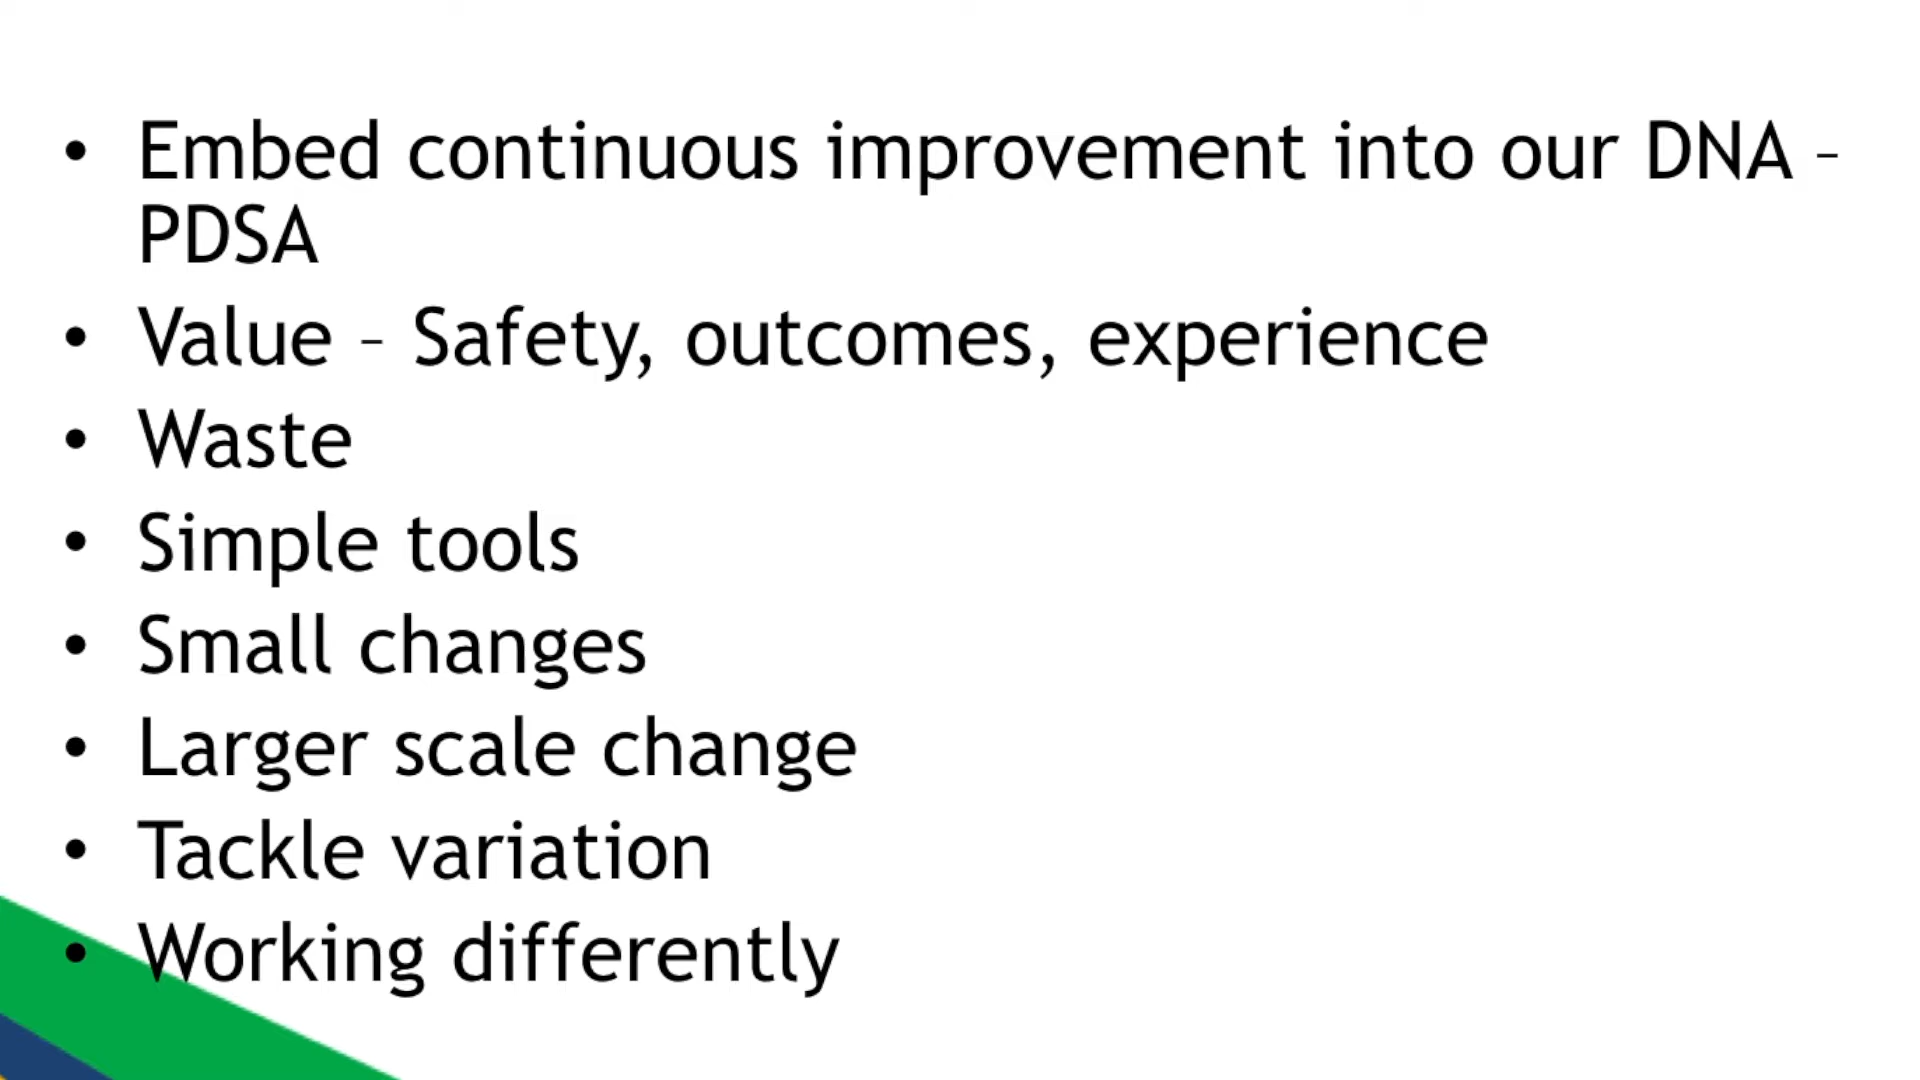 • Embed continuous improvement into our DNA –
PDSA
• Value – Safety, outcomes, experience
• Waste
• Simple tools
• Small changes
• Larger scale change
• Tackle variation
• Working differently